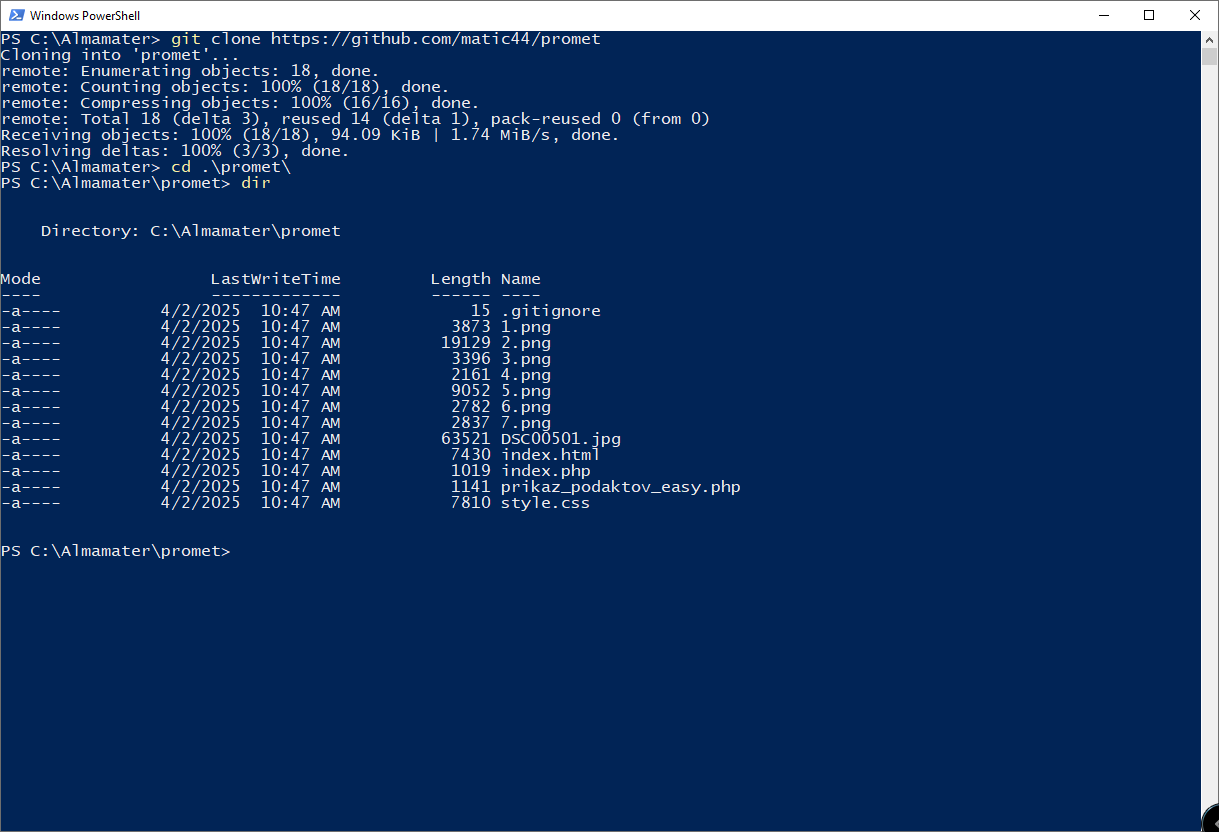 Windows PowerShell
PS C:\Almamater> git clone https://github.com/matic44/promet
Cloning into 'promet'...
remote: Enumerating objects: 18, done.
remote: Counting objects: 100% (18/18), done.
remote: Compressing objects: 100% (16/16), done.
remote: Total 18 (delta 3), reused 14 (delta 1), pack-reused 0 (from 0)
Receiving objects: 100% (18/18), 94.09 KiB | 1.74 MiB/s, done.
Resolving deltas: 100% (3/3), done.
PS C:\Almamater> cd .\promet\
PS C:\Almamater\promet> dir
    Directory: C:\Almamater\promet
Mode                 LastWriteTime         Length Name
----                 -------------         ------ ----
-a----          4/2/2025  10:47 AM             15 .gitignore
-a----          4/2/2025  10:47 AM           3873 1.png
-a----          4/2/2025  10:47 AM          19129 2.png
-a----          4/2/2025  10:47 AM           3396 3.png
-a----          4/2/2025  10:47 AM           2161 4.png
-a----          4/2/2025  10:47 AM           9052 5.png
-a----          4/2/2025  10:47 AM           2782 6.png
-a----          4/2/2025  10:47 AM           2837 7.png
-a----          4/2/2025  10:47 AM          63521 DSC00501.jpg
-a----          4/2/2025  10:47 AM           7430 index.html
-a----          4/2/2025  10:47 AM           1019 index.php
-a----          4/2/2025  10:47 AM           1141 prikaz_podaktov_easy.php
-a----          4/2/2025  10:47 AM           7810 style.css
PS C:\Almamater\promet>